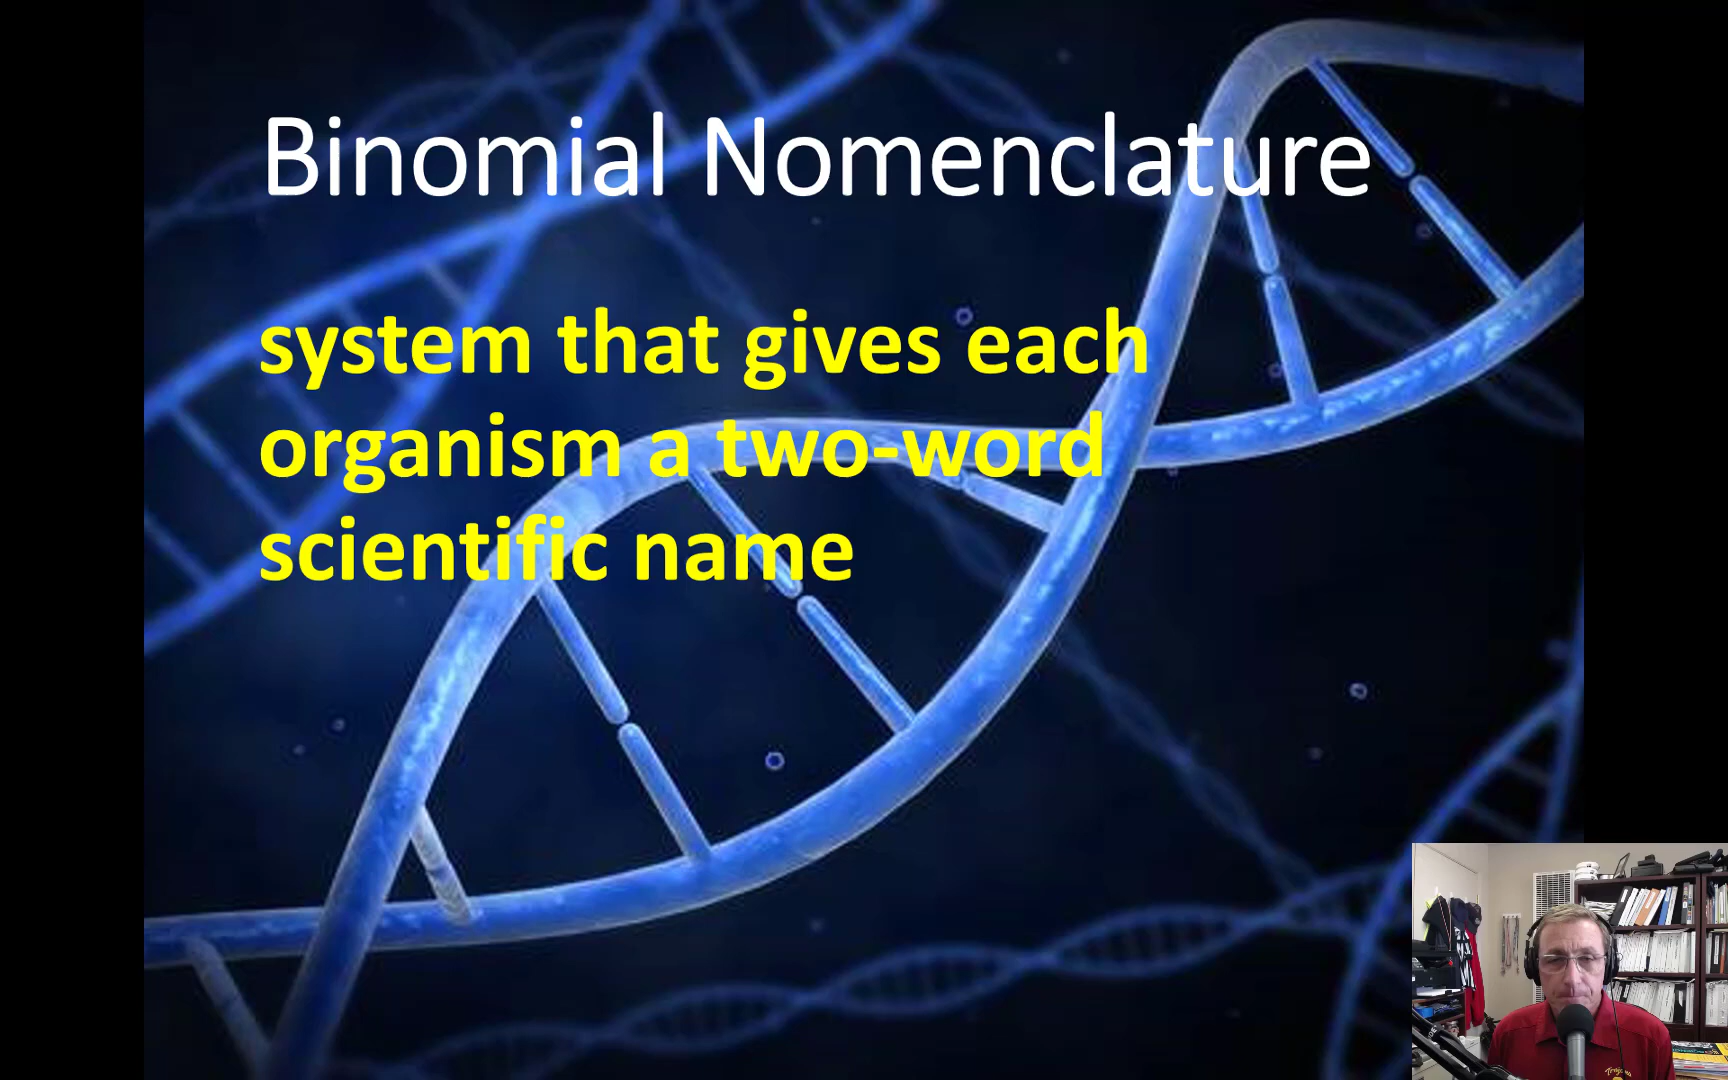 Binomial Nomenclature
system that gives each
organism a two-word
scientific name